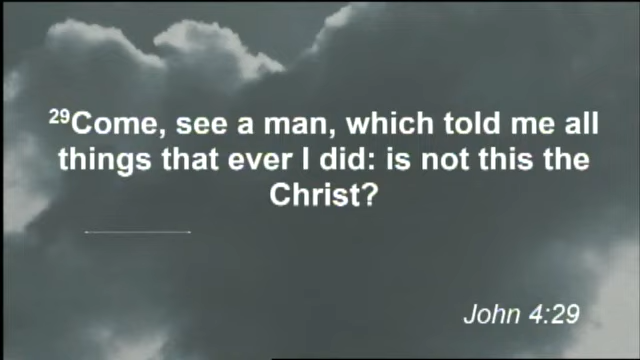 29Come, see a man, which told me all
things that ever I did: is not this the
Christ?
John 4:29